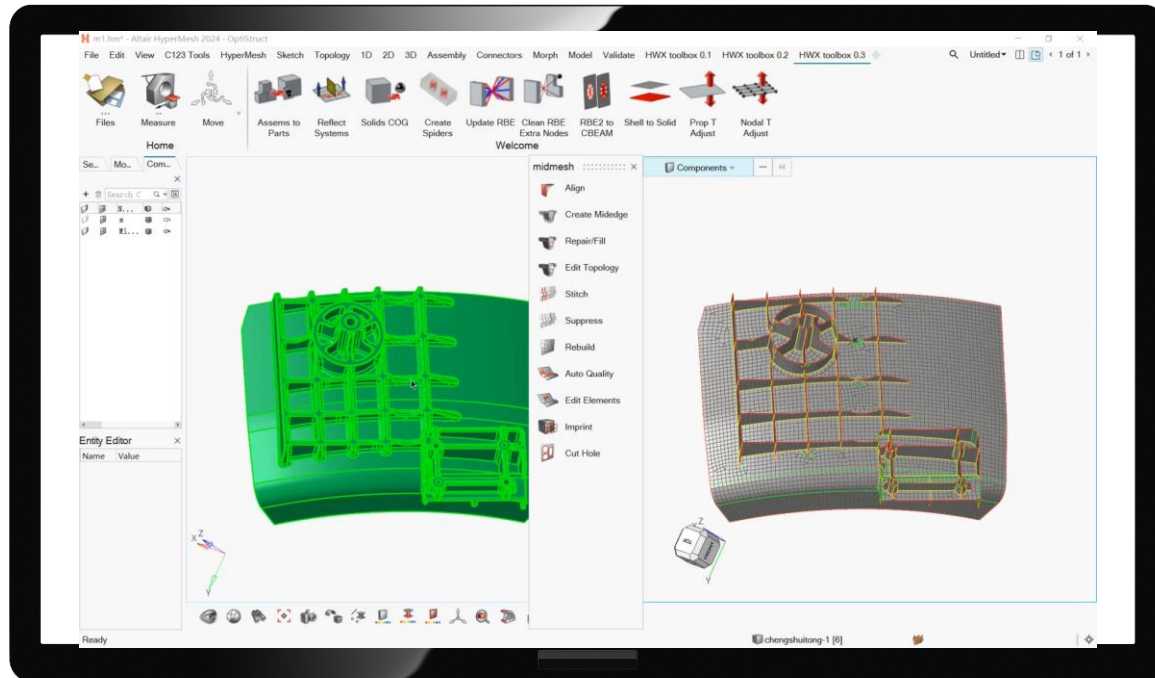 m1.hm* - Altair HyperMesh 2024 - OptiStruct
File Edit View C123 Tools HyperMesh Sketch Topology 1D 2D 3D Assembly Connectors Morph Model Validate HWX toolbox 0.1 HWX toolbox 0.2 HWX toolbox 0.3 Untitled 1 of 1
Files Measure Move Assems to Parts Reflect Systems Solids COG Create Spiders Update RBE Clean RBE Extra Nodes RBE2 to CBEAM Shell to Solid Prop T Adjust Nodal T Adjust
Home Welcome
Se... Mo... Com...
Search C
Entity Editor
Name Value
midmesh
Align
Create Midedge
Repair/Fill
Edit Topology
Stitch
Suppress
Rebuild
Auto Quality
Edit Elements
Imprint
Cut Hole
Components
X Z
Y
Z
Y
Ready
chengshuitong-1 [6]